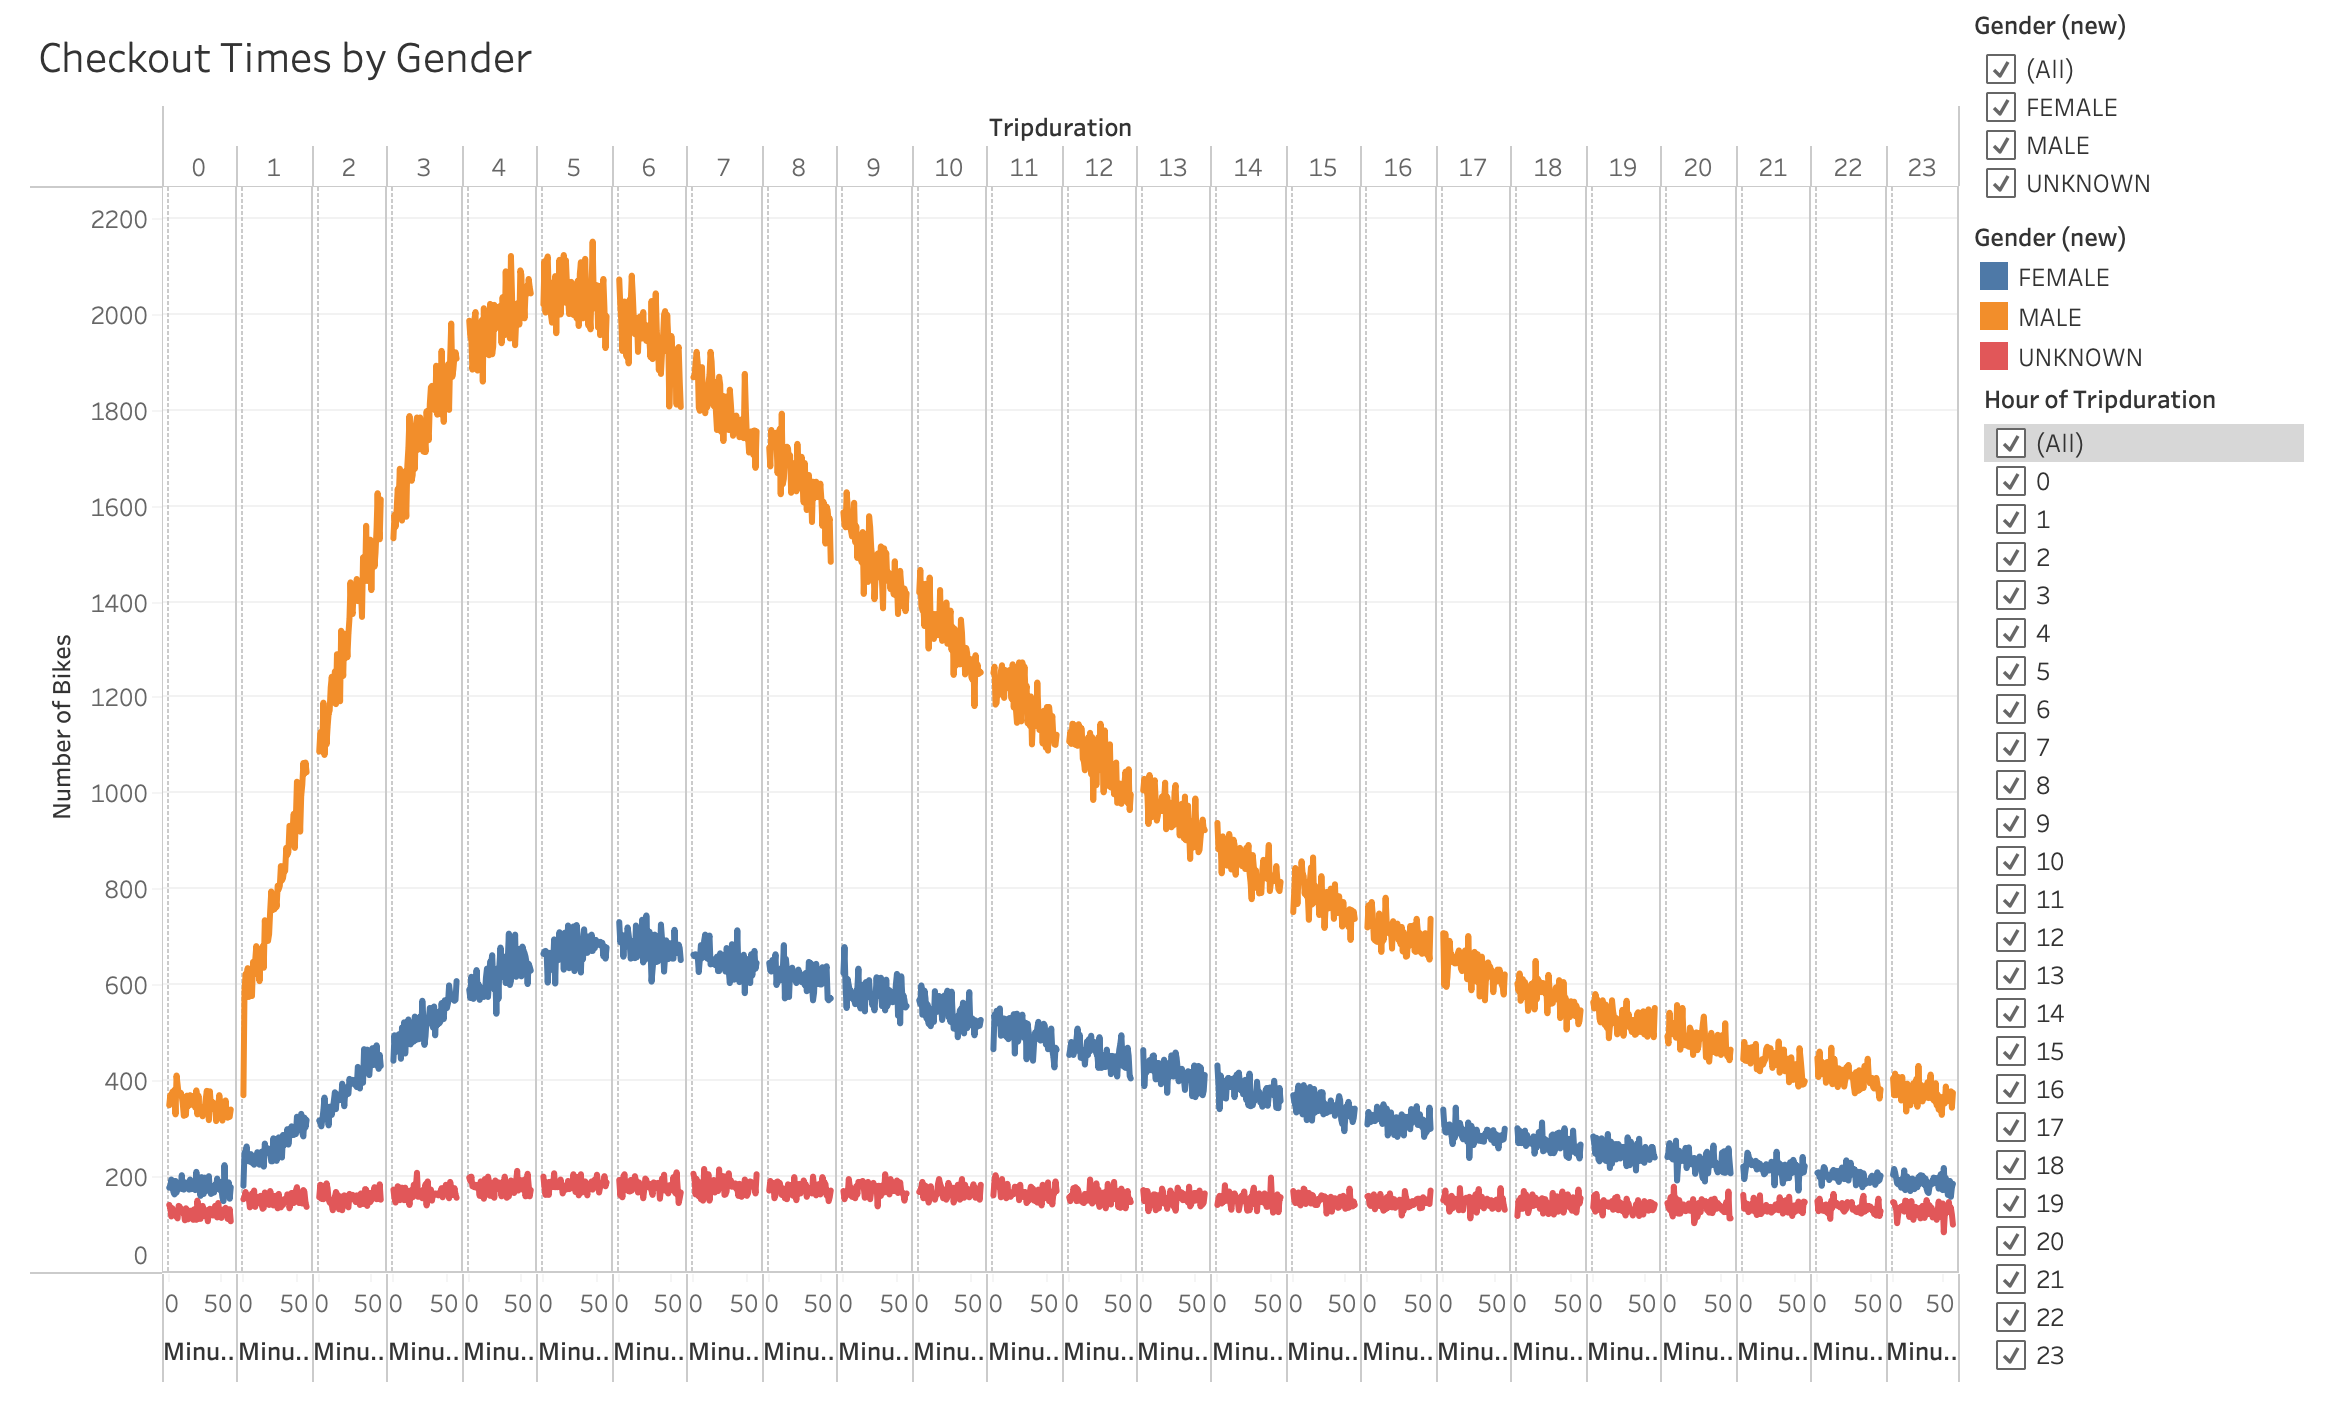 Checkout Times by Gender
Tripduration
0 1 2 3 4 5 6 7 8 9 10 11 12 13 14 15 16 17 18 19 20 21 22 23
2200
2000
1800
1600
1400
1200
1000
800
600
400
200
0
Number of Bikes
0 50 0 50 0 50 0 50 0 50 0 50 0 50 0 50 0 50 0 50 0 50 0 50 0 50 0 50 0 50 0 50 0 50 0 50 0 50 0 50 0 50 0 50 0 50 0 50
Minu.. Minu.. Minu.. Minu.. Minu.. Minu.. Minu.. Minu.. Minu.. Minu.. Minu.. Minu.. Minu.. Minu.. Minu.. Minu.. Minu.. Minu.. Minu.. Minu.. Minu.. Minu.. Minu.. Minu..
Gender (new)
(All)
FEMALE
MALE
UNKNOWN
Gender (new)
FEMALE
MALE
UNKNOWN
Hour of Tripduration
(All)
0
1
2
3
4
5
6
7
8
9
10
11
12
13
14
15
16
17
18
19
20
21
22
23